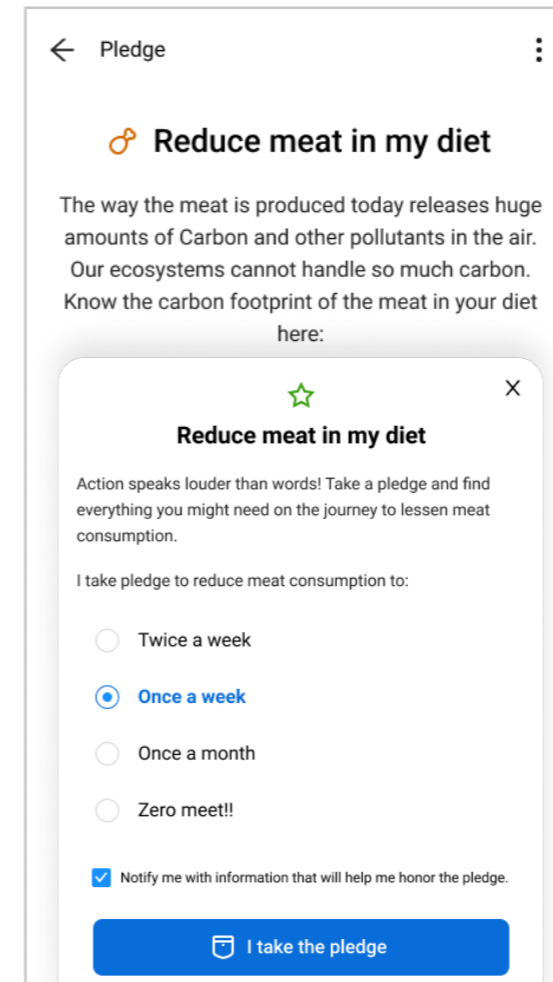 Pledge
Reduce meat in my diet
The way the meat is produced today releases huge
amounts of Carbon and other pollutants in the air.
Our ecosystems cannot handle so much carbon.
Know the carbon footprint of the meat in your diet
here:
X
Reduce meat in my diet
Action speaks louder than words! Take a pledge and find
everything you might need on the journey to lessen meat
consumption.
I take pledge to reduce meat consumption to:
Twice a week
Once a week
Once a month
Zero meet!!
Notify me with information that will help me honor the pledge.
I take the pledge